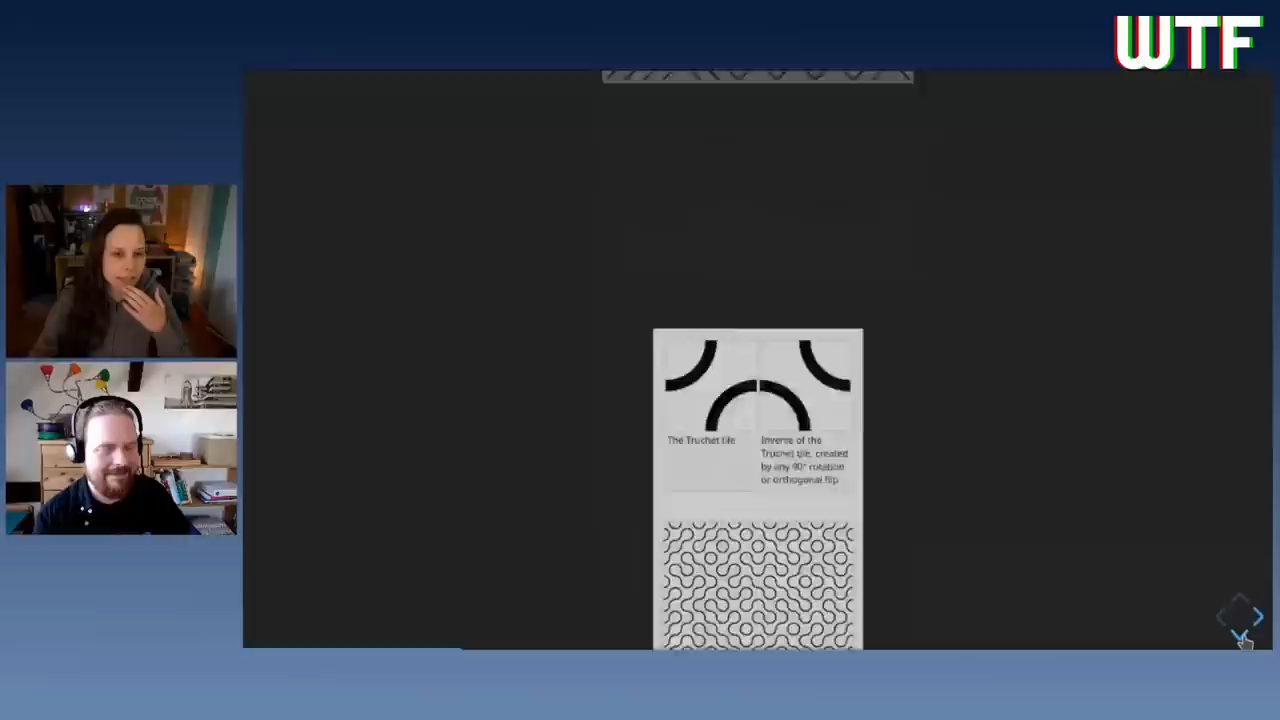 WTF
The Truchet tile
Inverse of the
Truchet tile, created
by any 90° rotation
or orthogonal flip